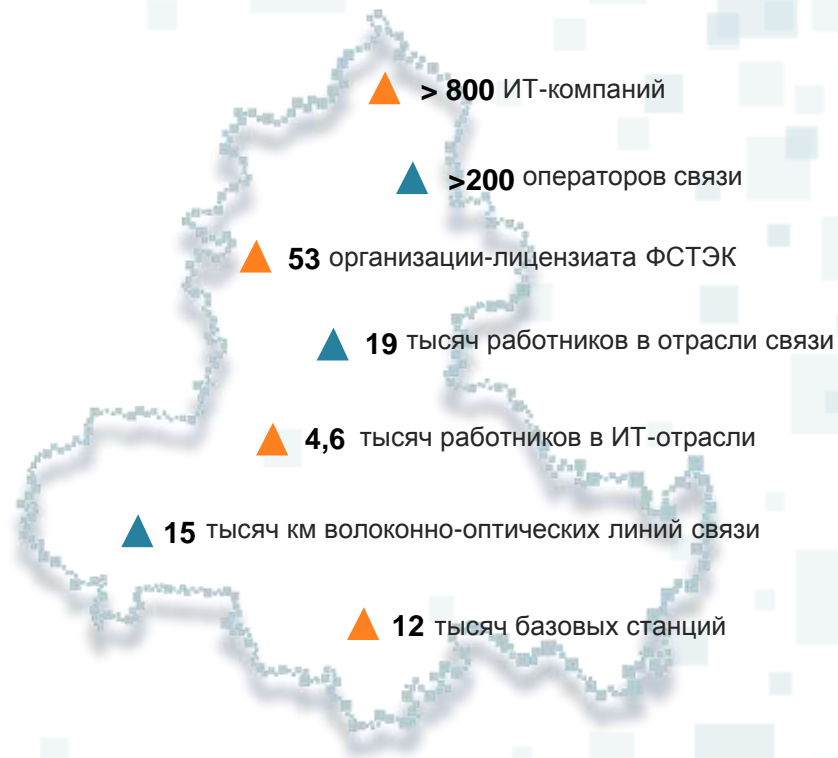 > 800 ИТ-компаний
>200 операторов связи
53 организации-лицензиата ФСТЭК
19 тысяч работников в отрасли связи
4,6 тысяч работников в ИТ-отрасли
15 тысяч км волоконно-оптических линий связи
12 тысяч базовых станций